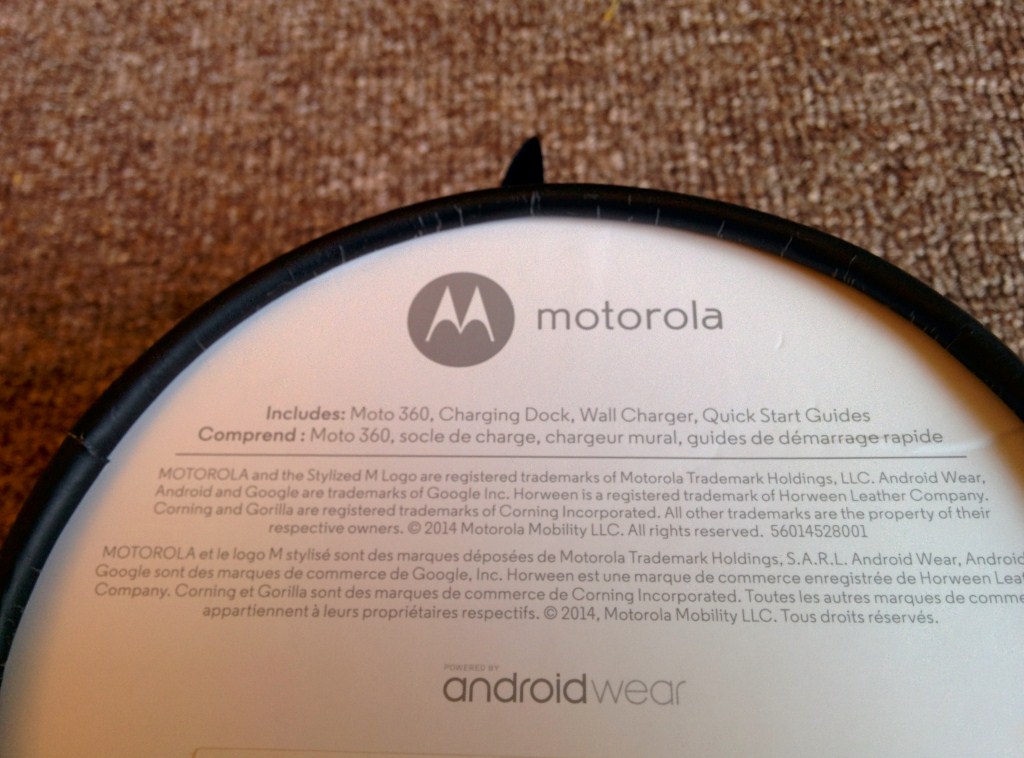 motorola
Includes: Moto 360, Charging Dock, Wall Charger, Quick Start Guides
Comprend : Moto 360, socle de charge, chargeur mural, guides de démarrage rapide
MOTOROLA and the Stylized M Logo are registered trademarks of Motorola Trademark Holdings, LLC. Android Wear,
Android and Google are trademarks of Google Inc. Horween is a registered trademark of Horween Leather Company.
Corning and Gorilla are registered trademarks of Corning Incorporated. All other trademarks are the property of their
respective owners. © 2014 Motorola Mobility LLC. All rights reserved. 56014528001
MOTOROLA et le logo M stylisé sont des marques déposées de Motorola Trademark Holdings, S.A.R.L. Android Wear, Android
Google sont des marques de commerce de Google, Inc. Horween est une marque de commerce enregistrée de Horween
Company. Corning et Gorilla sont des marques de commerce de Corning Incorporated. Toutes les autres marques de
appartiennent à leurs propriétaires respectifs. © 2014, Motorola Mobility LLC. Tous droits réservés.
POWERED BY
androidwear